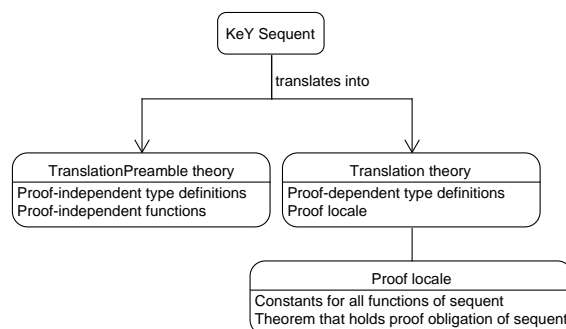 KeY Sequent
translates into
TranslationPreamble theory
Proof-independent type definitions
Proof-independent functions
Translation theory
Proof-dependent type definitions
Proof locale
Proof locale
Constants for all functions of sequent
Theorem that holds proof obligation of sequent